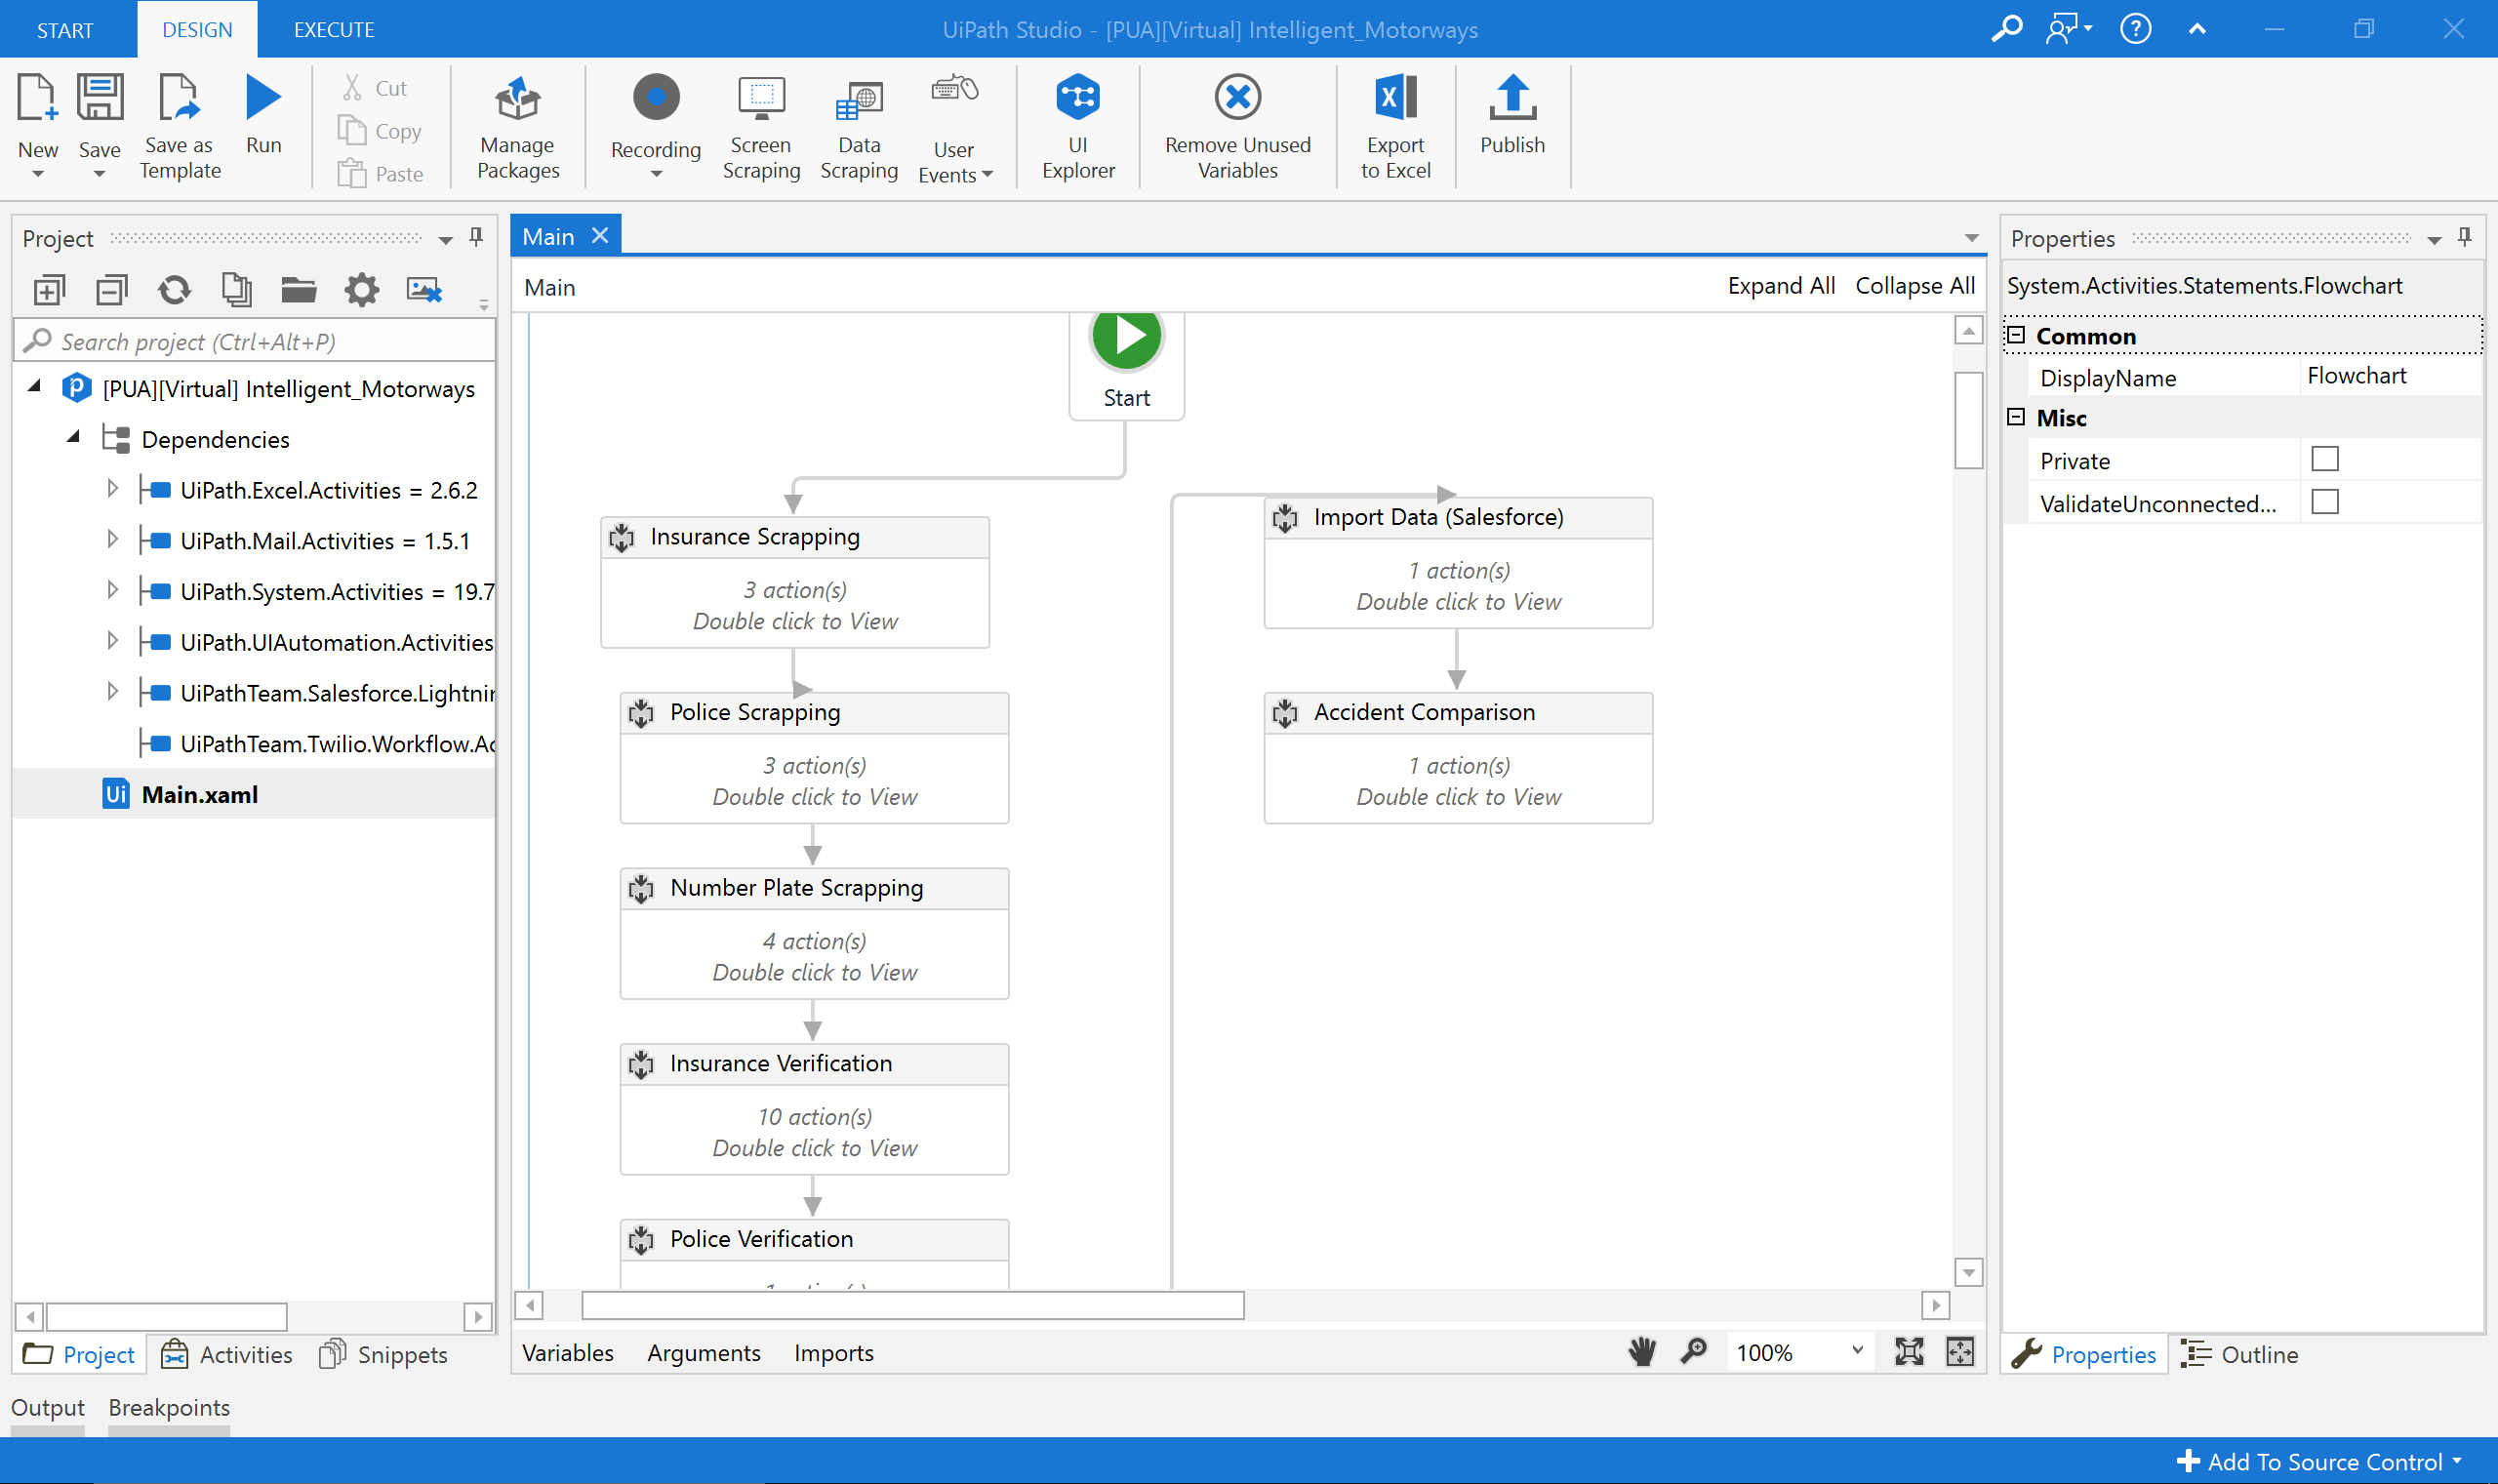 START
DESIGN
EXECUTE
UiPath Studio - [PUA][Virtual] Intelligent_Motorways
New
Save
Save as
Template
Run
Cut
Copy
Paste
Manage
Packages
Recording
Screen
Scraping
Data
Scraping
User
Events
UI
Explorer
Remove Unused
Variables
Export
to Excel
Publish
Project
Search project (Ctrl+Alt+P)
[PUA][Virtual] Intelligent_Motorways
Dependencies
UiPath.Excel.Activities = 2.6.2
UiPath.Mail.Activities = 1.5.1
UiPath.System.Activities = 19.7
UiPath.UIAutomation.Activities
UiPathTeam.Salesforce.Lightnin
UiPathTeam.Twilio.Workflow.Ac
Ui Main.xaml
Project
Activities
Snippets
Main
Main
Expand All
Collapse All
Start
Insurance Scrapping
3 action(s)
Double click to View
Police Scrapping
3 action(s)
Double click to View
Number Plate Scrapping
4 action(s)
Double click to View
Insurance Verification
10 action(s)
Double click to View
Police Verification
Import Data (Salesforce)
1 action(s)
Double click to View
Accident Comparison
1 action(s)
Double click to View
Variables
Arguments
Imports
100%
Properties
System.Activities.Statements.Flowchart
Common
DisplayName
Flowchart
Misc
Private
ValidateUnconnected...
Properties
Outline
Output
Breakpoints
Add To Source Control